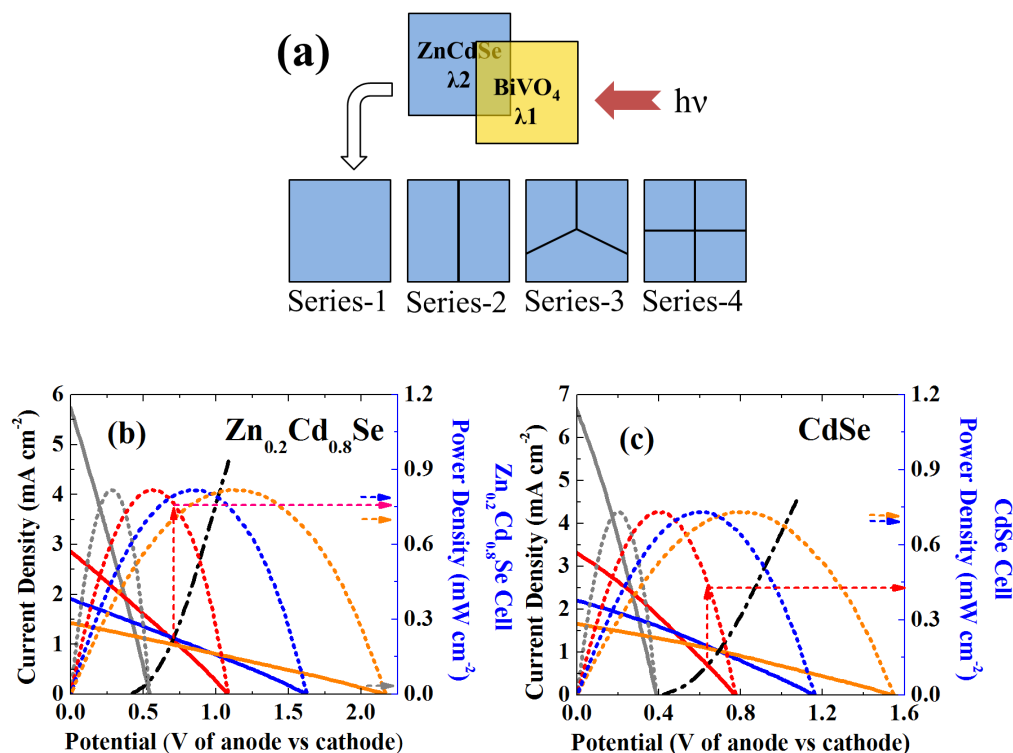 (a)
ZnCdSe
λ2
BiVO₄
λ1
hν
Series-1 Series-2 Series-3 Series-4
(b)
Zn₀.₂Cd₀.₈Se
Current Density (mA cm⁻²)
6
5
4
3
2
1
0
0.0 0.5 1.0 1.5 2.0
Potential (V of anode vs cathode)
1.2
0.9
0.6
0.3
0.0
Zn₀.₂Cd₀.₈Se Cell
Power Density (mW cm⁻²)
(c)
CdSe
Current Density (mA cm⁻²)
7
6
5
4
3
2
1
0
0.0 0.4 0.8 1.2 1.6
Potential (V of anode vs cathode)
1.2
0.9
0.6
0.3
0.0
CdSe Cell
Power Density (mW cm⁻²)